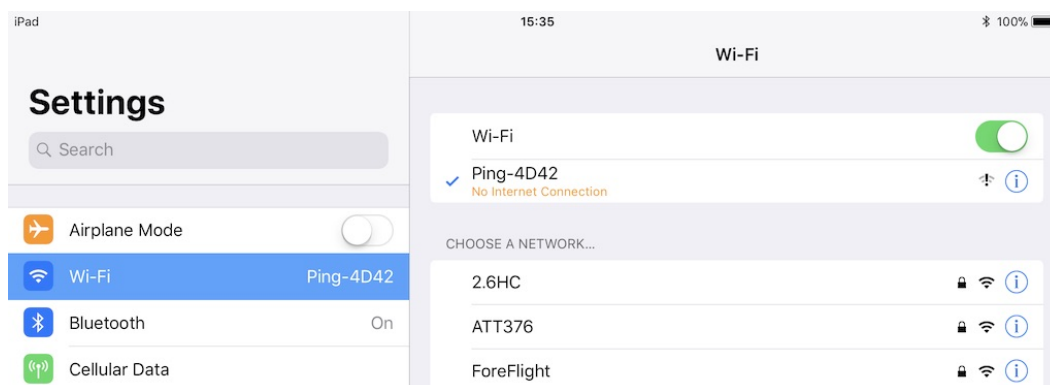 iPad 15:35 100%
Wi-Fi
Settings
Search
Airplane Mode
Wi-Fi Ping-4D42
Bluetooth On
Cellular Data
Wi-Fi
Ping-4D42
No Internet Connection
CHOOSE A NETWORK...
2.6HC
ATT376
ForeFlight